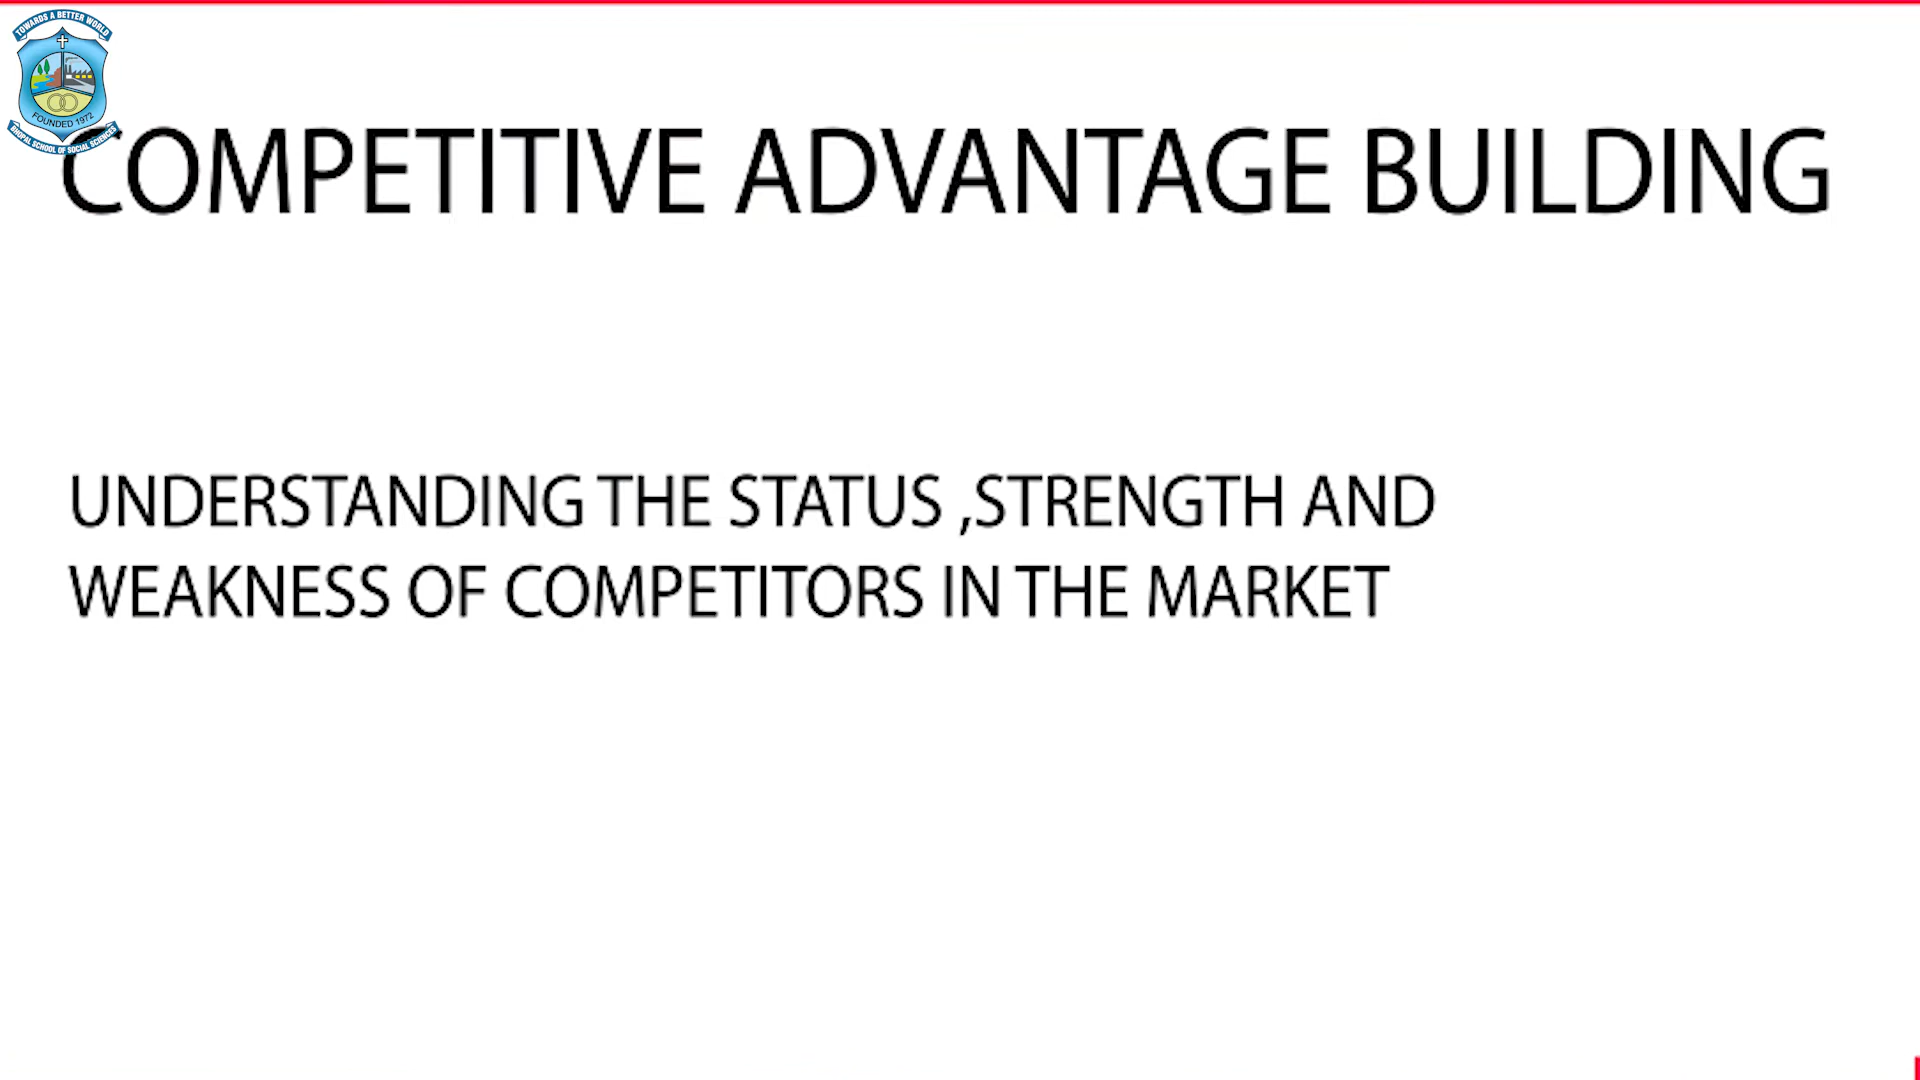 TOWARDS A BETTER WORLD
FOUNDED 1972
BHOPAL SCHOOL OF SOCIAL SCIENCES
COMPETITIVE ADVANTAGE BUILDING
UNDERSTANDING THE STATUS ,STRENGTH AND
WEAKNESS OF COMPETITORS IN THE MARKET